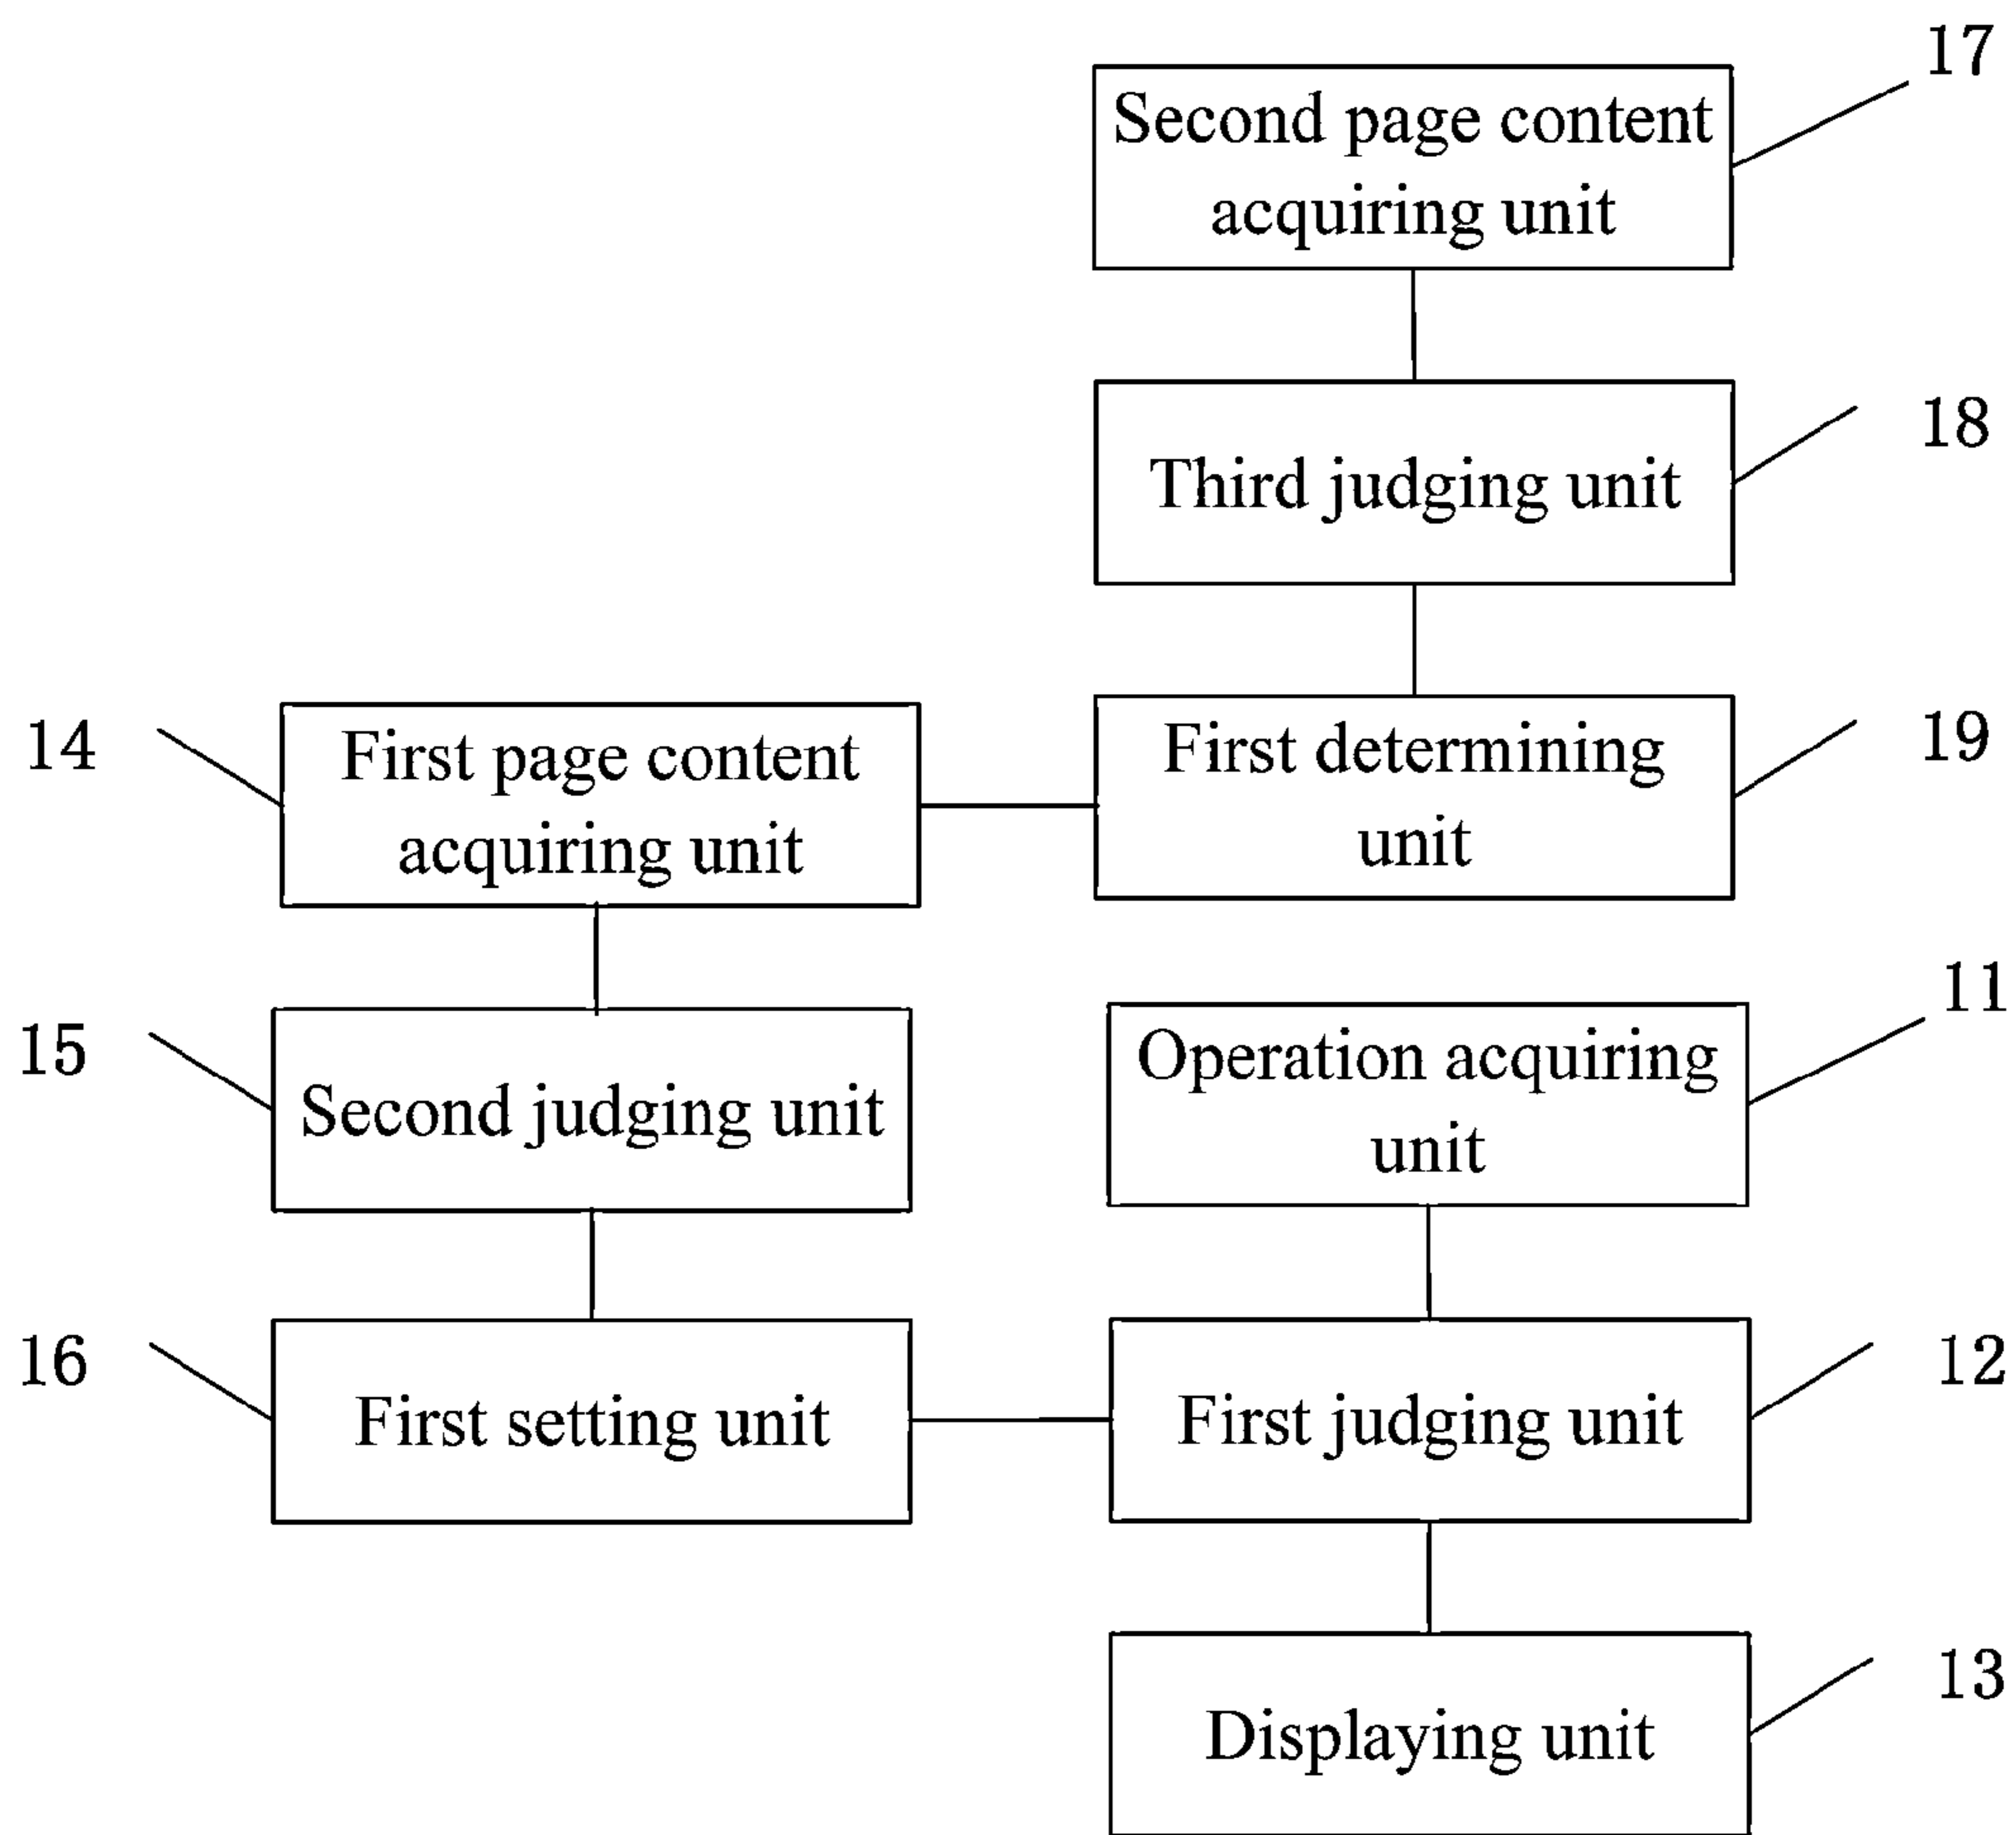 17
Second page content
acquiring unit
18
Third judging unit
14
First page content
acquiring unit
19
First determining
unit
15
Second judging unit
11
Operation acquiring
unit
16
First setting unit
12
First judging unit
13
Displaying unit